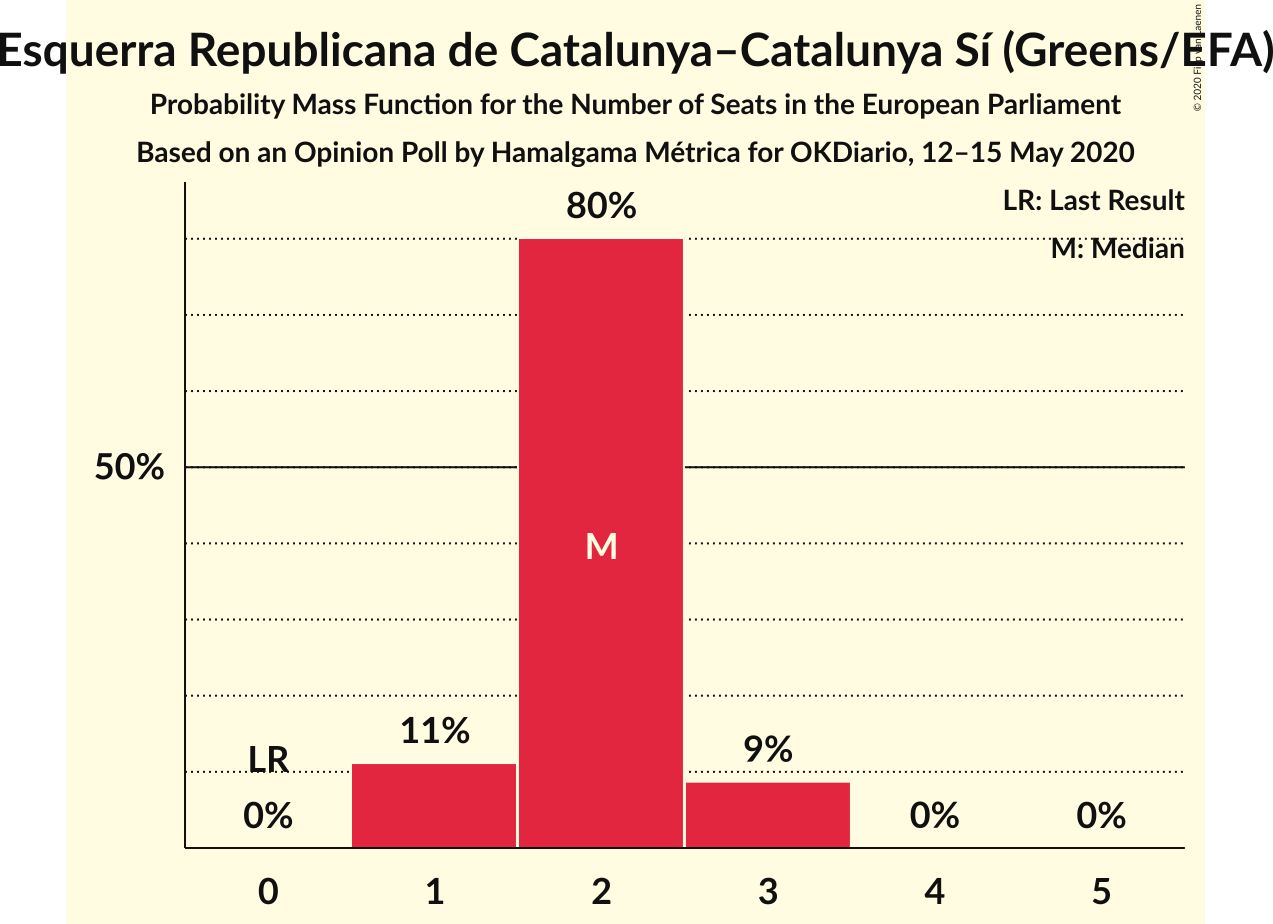 Esquerra Republicana de Catalunya–Catalunya Sí (Greens/EFA)
Probability Mass Function for the Number of Seats in the European Parliament
Based on an Opinion Poll by Hamalgama Métrica for OKDiario, 12–15 May 2020
LR: Last Result
M: Median
80%
50%
M
11%
9%
LR
0%
0%
0%
0
1
2
3
4
5
© 2020